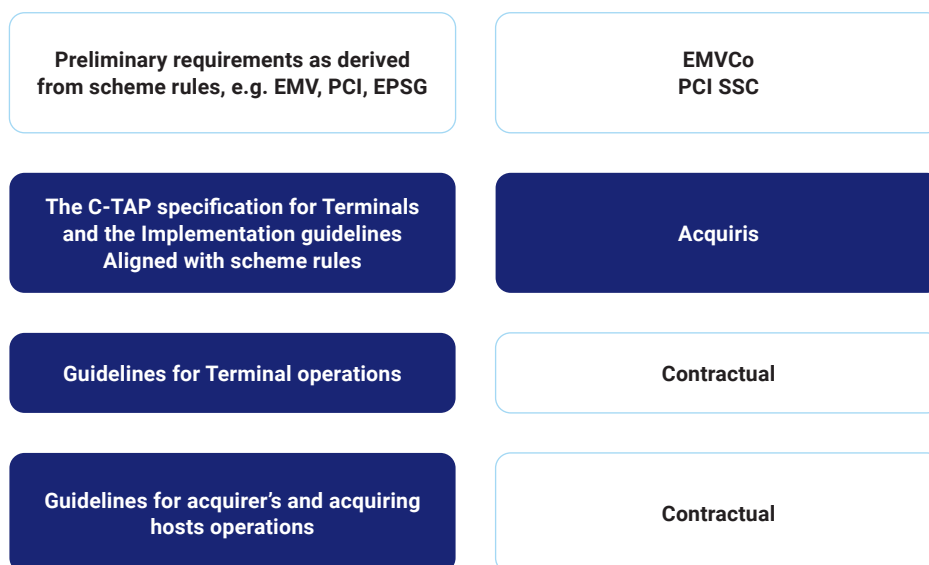 Preliminary requirements as derived
from scheme rules, e.g. EMV, PCI, EPSG
EMVCo
PCI SSC
The C-TAP specification for Terminals
and the Implementation guidelines
Aligned with scheme rules
Acquiris
Guidelines for Terminal operations
Contractual
Guidelines for acquirer’s and acquiring
hosts operations
Contractual